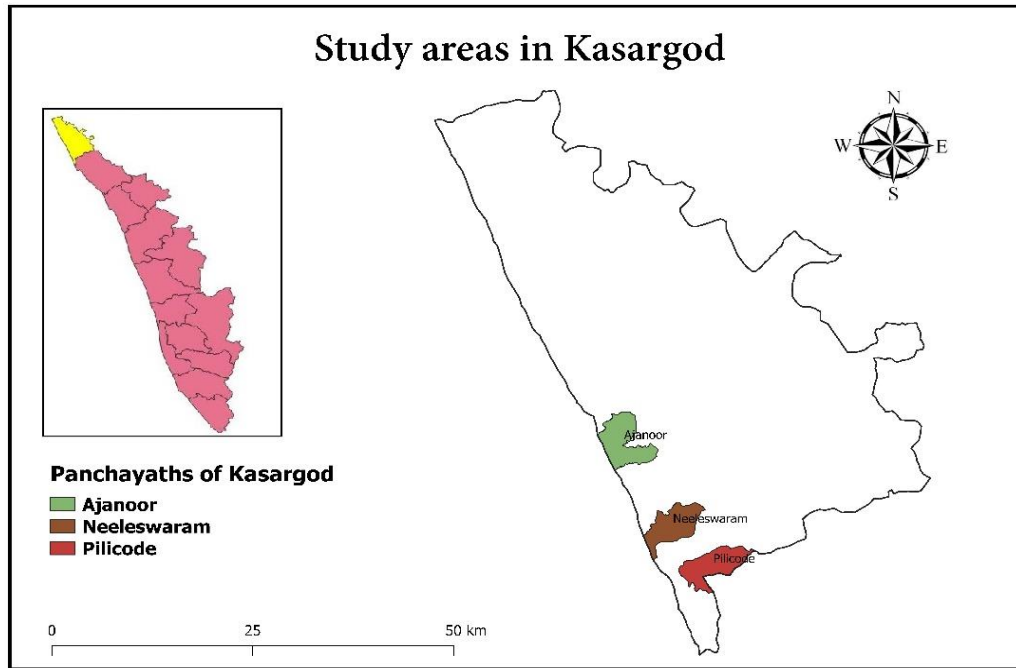 Study areas in Kasargod
N
W E
S
Ajanoor
Panchayaths of Kasargod
Ajanoor
Neeleswaram
Pilicode
Neeleswaram
Pilicode
0 25 50 km